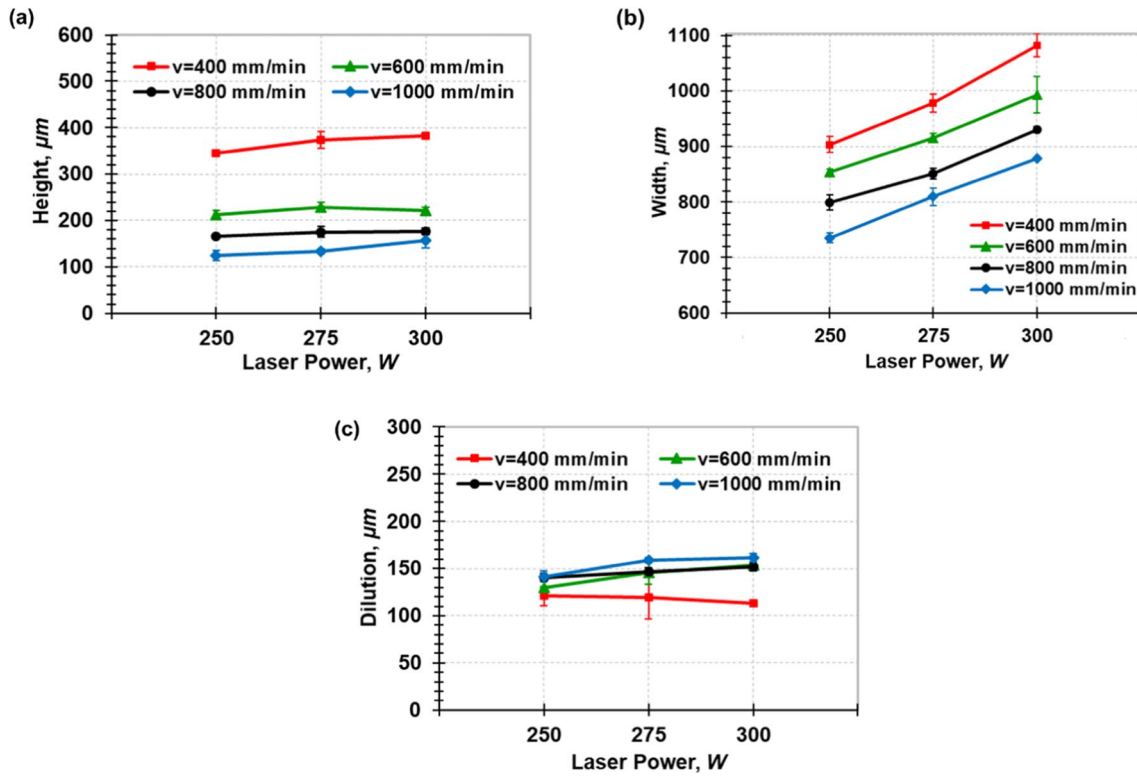 (a)
600
500
400
300
200
100
0
Height, µm
v=400 mm/min
v=600 mm/min
v=800 mm/min
v=1000 mm/min
250
275
300
Laser Power, W
(b)
1100
1000
900
800
700
600
Width, µm
v=400 mm/min
v=600 mm/min
v=800 mm/min
v=1000 mm/min
250
275
300
Laser Power, W
(c)
300
250
200
150
100
50
0
Dilution, µm
v=400 mm/min
v=600 mm/min
v=800 mm/min
v=1000 mm/min
250
275
300
Laser Power, W